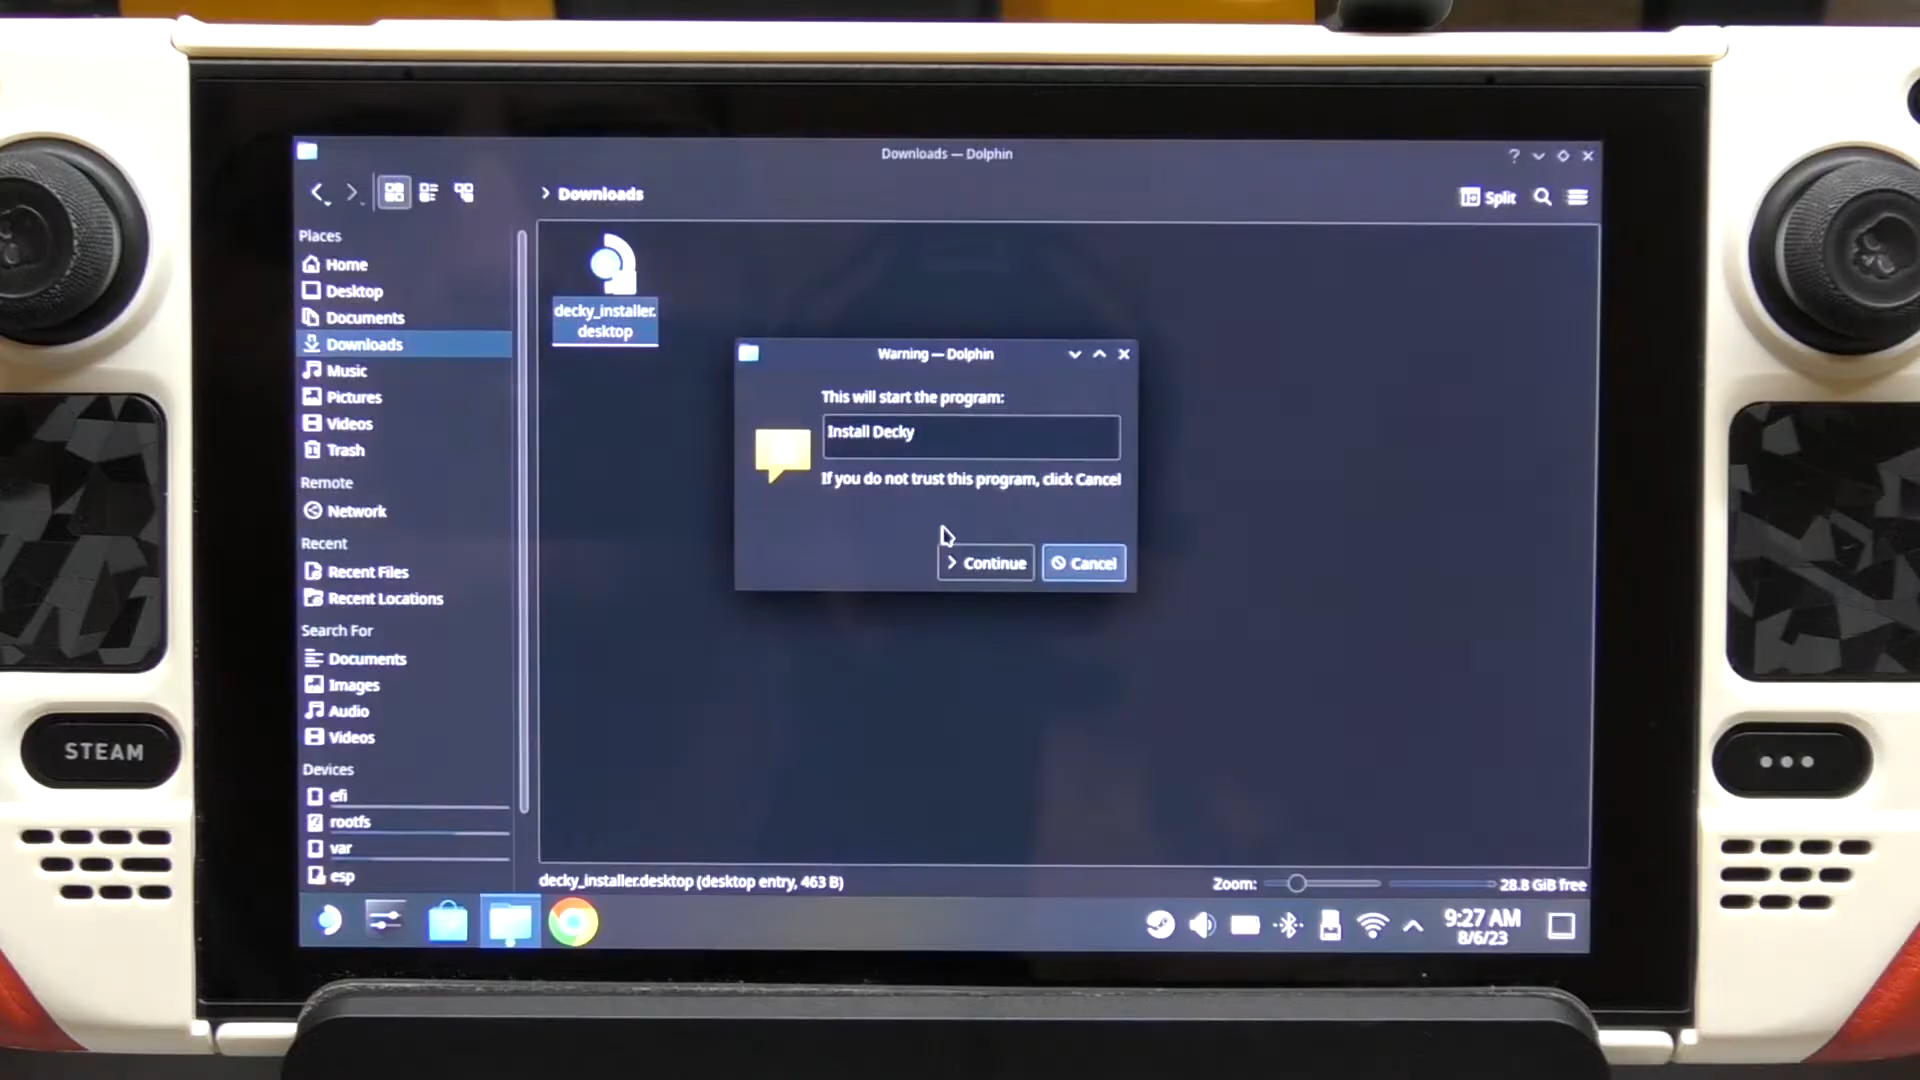 Downloads — Dolphin
Downloads
Split
Places
Home
Desktop
Documents
Downloads
Music
Pictures
Videos
Trash
Remote
Network
Recent
Recent Files
Recent Locations
Search For
Documents
Images
Audio
Videos
Devices
efi
rootfs
var
esp
decky_installer.
desktop
Warning — Dolphin
This will start the program:
Install Decky
If you do not trust this program, click Cancel
Continue
Cancel
decky_installer.desktop (desktop entry, 463 B)
Zoom:
28.8 GiB free
9:27 AM
8/6/23
STEAM